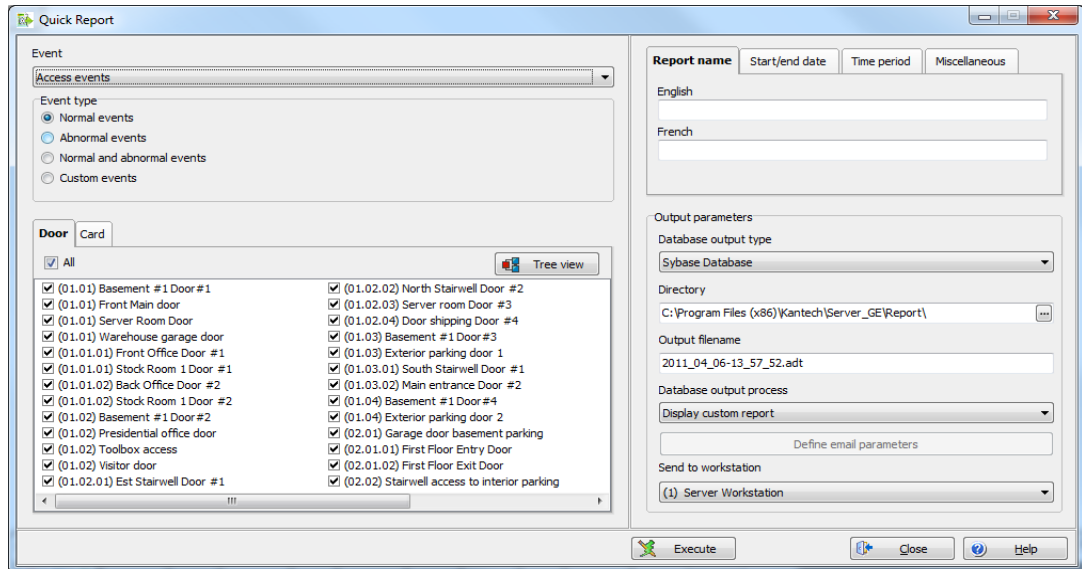 Quick Report
Event
Access events
Event type
Normal events
Abnormal events
Normal and abnormal events
Custom events
Door Card
All
Tree view
(01.01) Basement #1 Door#1
(01.01) Front Main door
(01.01) Server Room Door
(01.01) Warehouse garage door
(01.01.01) Front Office Door #1
(01.01.01) Stock Room 1 Door #1
(01.01.02) Back Office Door #2
(01.01.02) Stock Room 1 Door #2
(01.02) Basement #1 Door#2
(01.02) Presidential office door
(01.02) Toolbox access
(01.02) Visitor door
(01.02.01) Est Stairwell Door #1
(01.02.02) North Stairwell Door #2
(01.02.03) Server room Door #3
(01.02.04) Door shipping Door #4
(01.03) Basement #1 Door#3
(01.03) Exterior parking door 1
(01.03.01) South Stairwell Door #1
(01.03.02) Main entrance Door #2
(01.04) Basement #1 Door#4
(01.04) Exterior parking door 2
(02.01) Garage door basement parking
(02.01.01) First Floor Entry Door
(02.01.02) First Floor Exit Door
(02.02) Stairwell access to interior parking
Report name Start/end date Time period Miscellaneous
English
French
Output parameters
Database output type
Sybase Database
Directory
C:\Program Files (x86)\Kantech\Server_GE\Report\
...
Output filename
2011_04_06-13_57_52.adt
Database output process
Display custom report
Define email parameters
Send to workstation
(1) Server Workstation
Execute Close Help